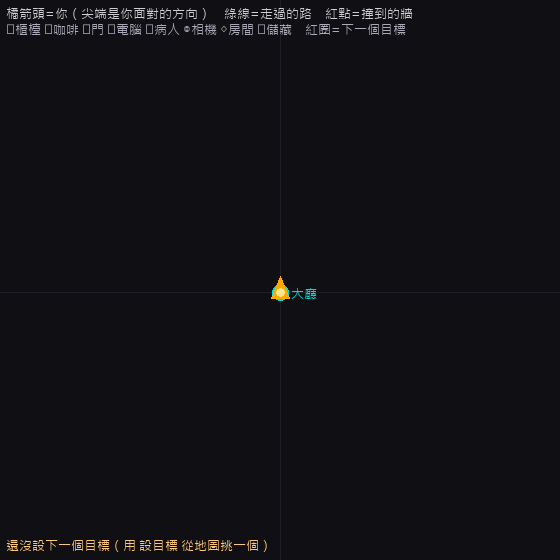 橘箭頭=你（尖端是你面對的方向） 綠線=走過的路 紅點=撞到的牆
櫃檯 咖啡 門 電腦 病人 相機 ◇房間 儲藏 紅圈=下一個目標
大廳
還沒設下一個目標（用 設目標 從地圖挑一個）